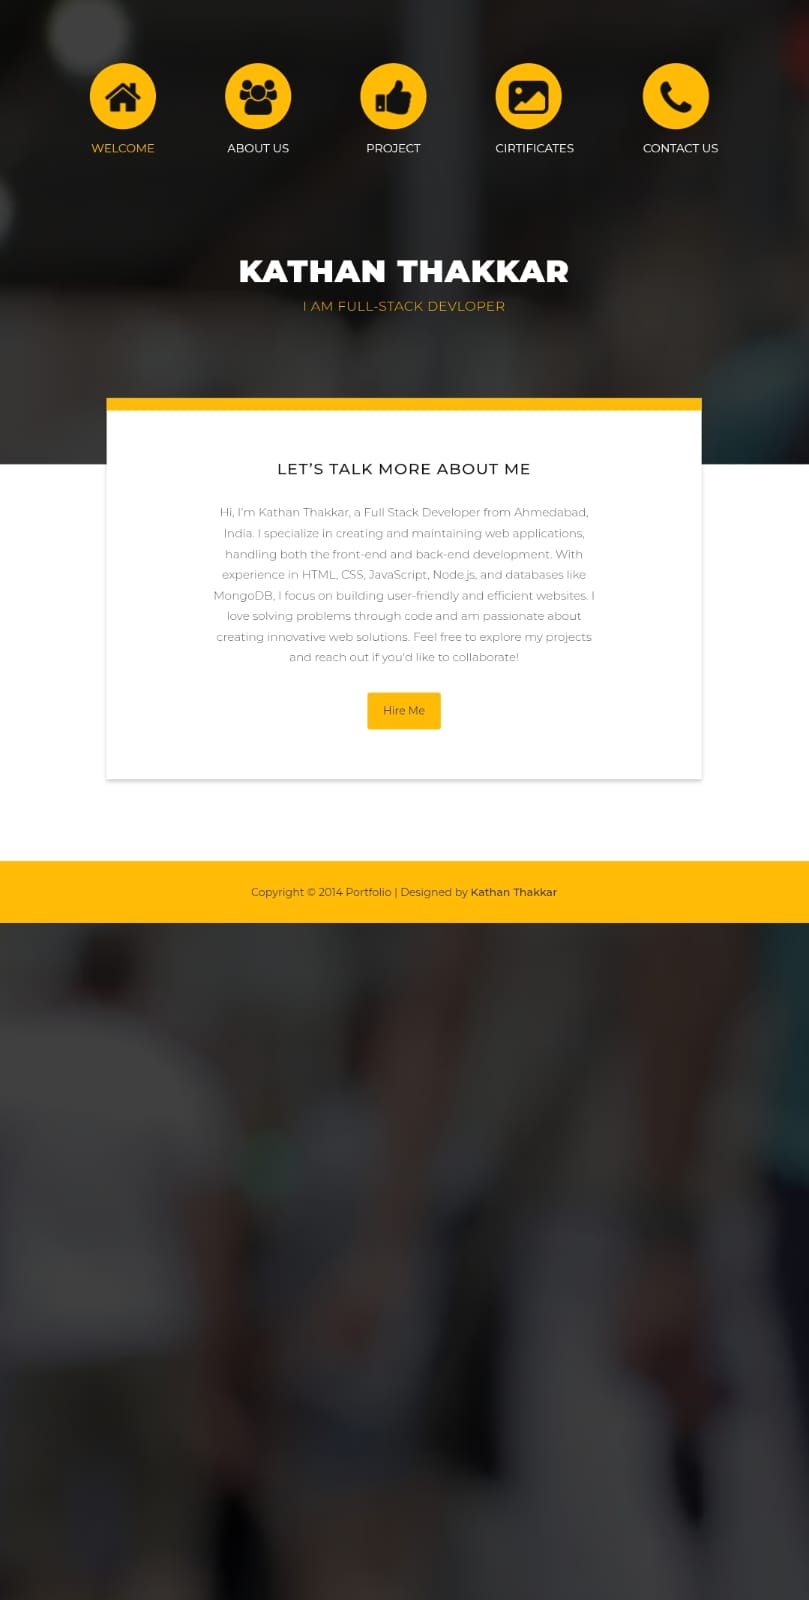 WELCOME ABOUT US PROJECT CIRTIFICATES CONTACT US
KATHAN THAKKAR
I AM FULL-STACK DEVLOPER
LET’S TALK MORE ABOUT ME
Hi, I'm Kathan Thakkar, a Full Stack Developer from Ahmedabad,
India. I specialize in creating and maintaining web applications,
handling both the front-end and back-end development. With
experience in HTML, CSS, JavaScript, Node.js, and databases like
MongoDB, I focus on building user-friendly and efficient websites. I
love solving problems through code and am passionate about
creating innovative web solutions. Feel free to explore my projects
and reach out if you'd like to collaborate!
Hire Me
Copyright © 2014 Portfolio | Designed by Kathan Thakkar